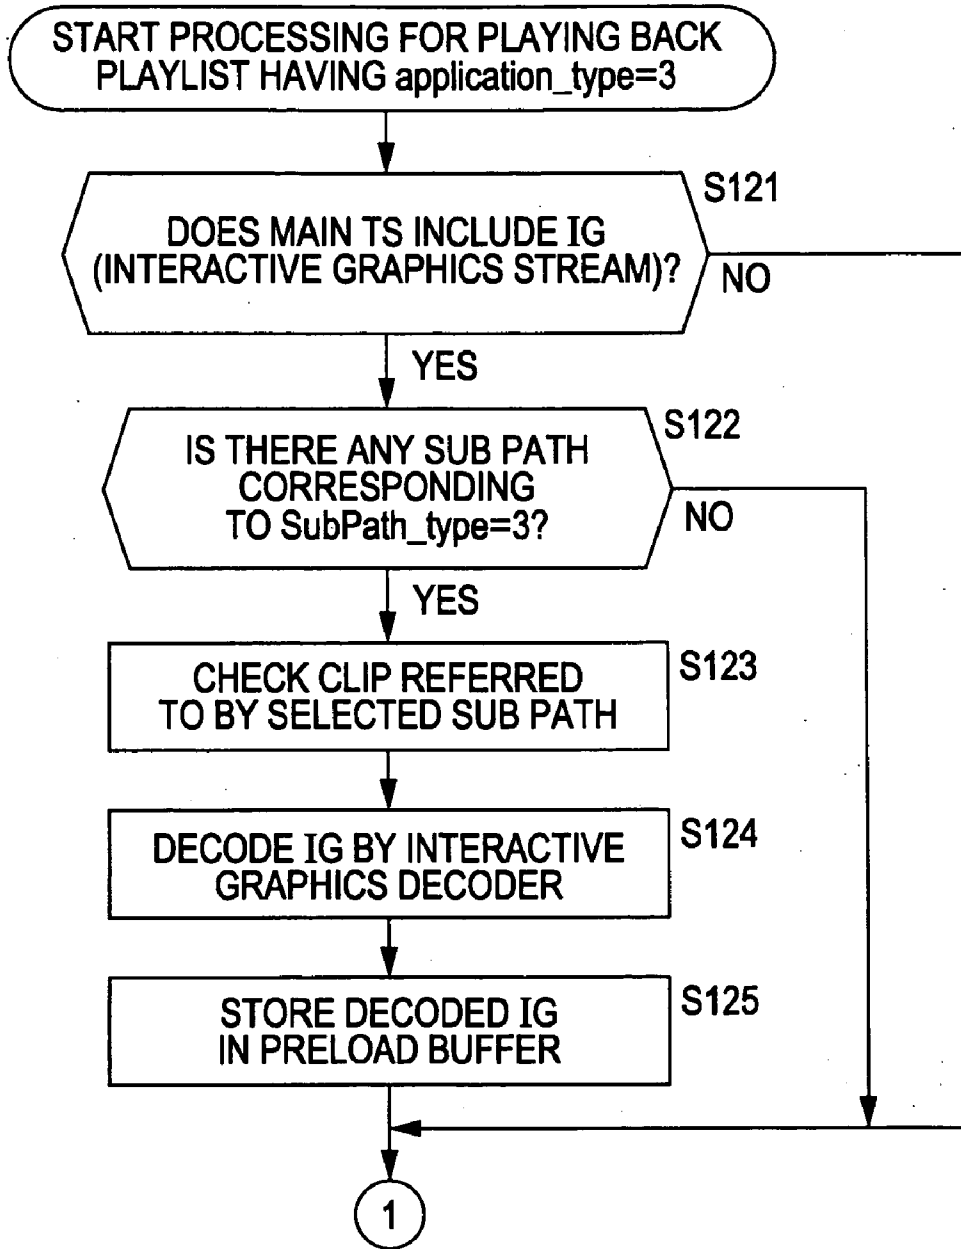 START PROCESSING FOR PLAYING BACK
PLAYLIST HAVING application_type=3
S121
DOES MAIN TS INCLUDE IG
(INTERACTIVE GRAPHICS STREAM)?
NO
YES
S122
IS THERE ANY SUB PATH
CORRESPONDING
TO SubPath_type=3?
NO
YES
S123
CHECK CLIP REFERRED
TO BY SELECTED SUB PATH
S124
DECODE IG BY INTERACTIVE
GRAPHICS DECODER
S125
STORE DECODED IG
IN PRELOAD BUFFER
1